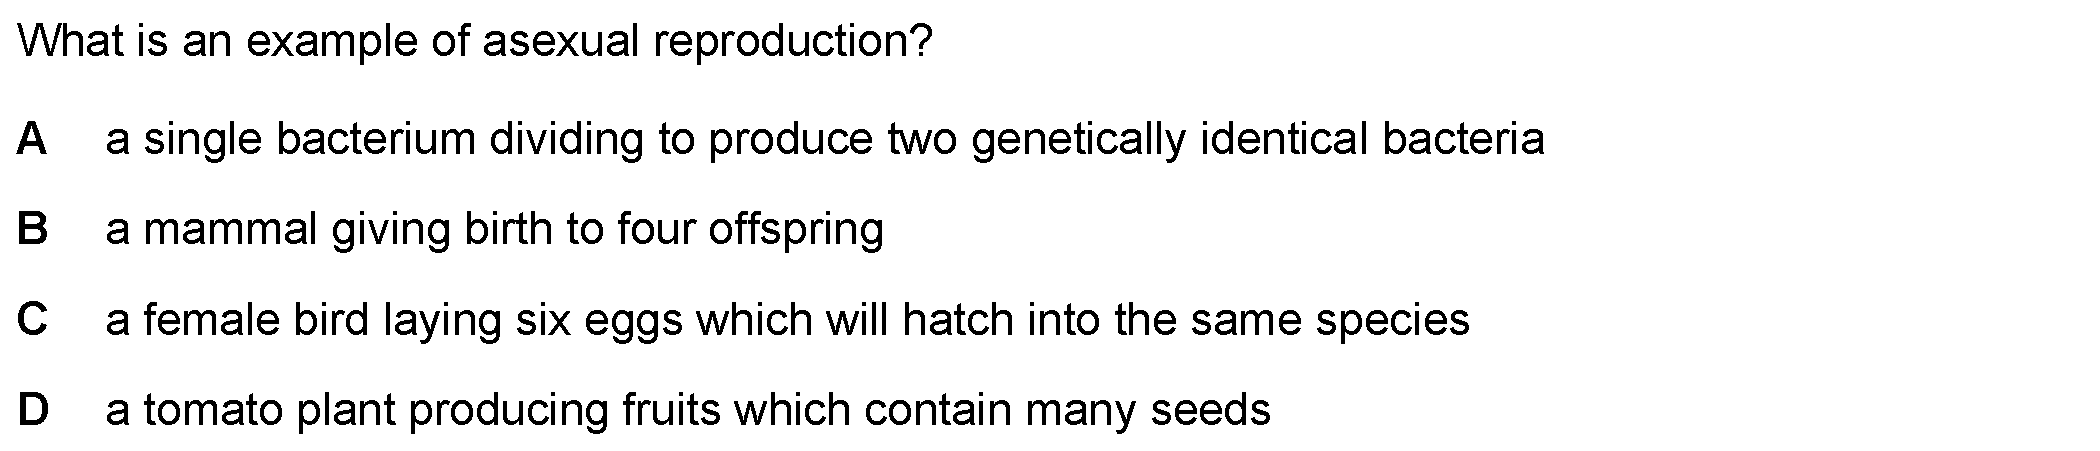 What is an example of asexual reproduction?
A a single bacterium dividing to produce two genetically identical bacteria
B a mammal giving birth to four offspring
C a female bird laying six eggs which will hatch into the same species
D a tomato plant producing fruits which contain many seeds